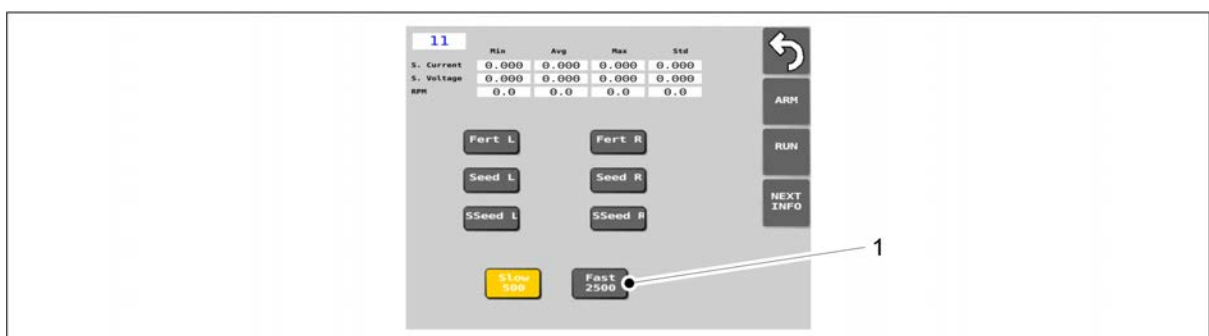 11
Min Avg Max Std
S. Current 0.000 0.000 0.000 0.000
S. Voltage 0.000 0.000 0.000 0.000
RPM 0.0 0.0 0.0 0.0
ARM
Fert L Fert R
RUN
Seed L Seed R
NEXT
INFO
SSeed L SSeed R
1
Slow
500
Fast
2500